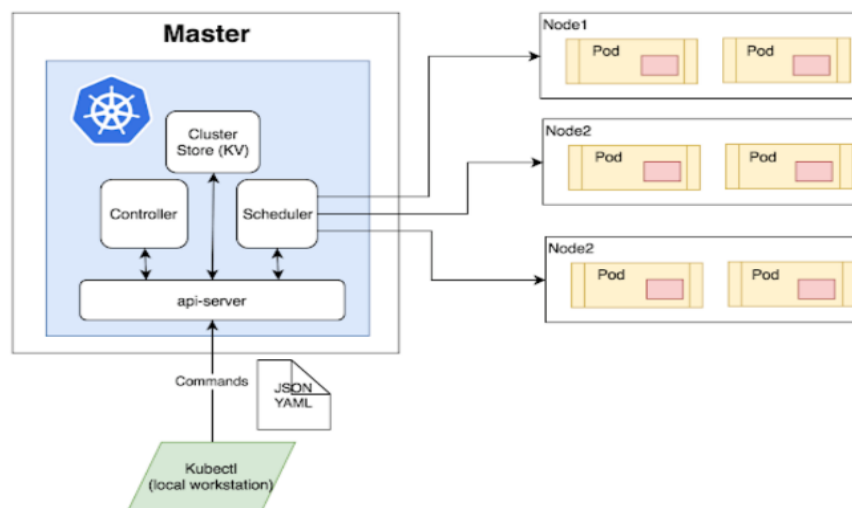 Master
Cluster
Store (KV)
Controller
Scheduler
api-server
Commands
JSON
YAML
Kubectl
(local workstation)
Node1
Pod
Pod
Node2
Pod
Pod
Node2
Pod
Pod